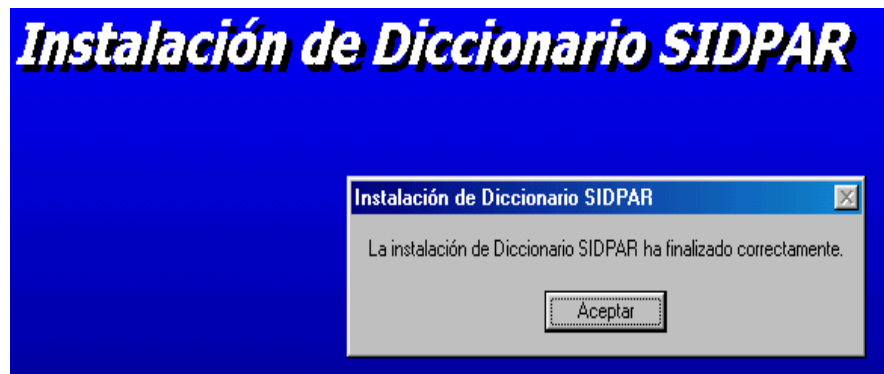 Instalación de Diccionario SIDPAR
Instalación de Diccionario SIDPAR
La instalación de Diccionario SIDPAR ha finalizado correctamente.
Aceptar